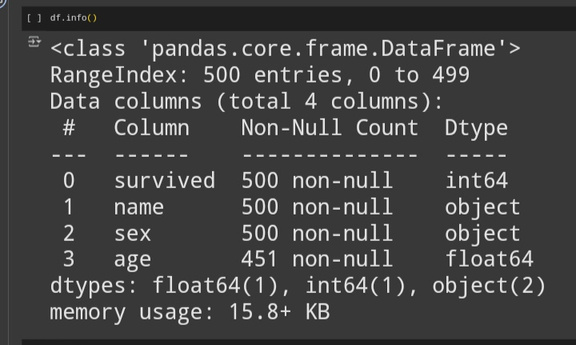 [ ] df.info()
<class 'pandas.core.frame.DataFrame'>
RangeIndex: 500 entries, 0 to 499
Data columns (total 4 columns):
 #   Column    Non-Null Count  Dtype
---  ------    --------------  -----
 0   survived  500 non-null    int64
 1   name      500 non-null    object
 2   sex       500 non-null    object
 3   age       451 non-null    float64
dtypes: float64(1), int64(1), object(2)
memory usage: 15.8+ KB